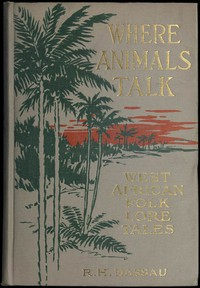 WHERE
ANIMALS
TALK
WEST
AFRICAN
FOLK
LORE
TALES
R. H. NASSAU